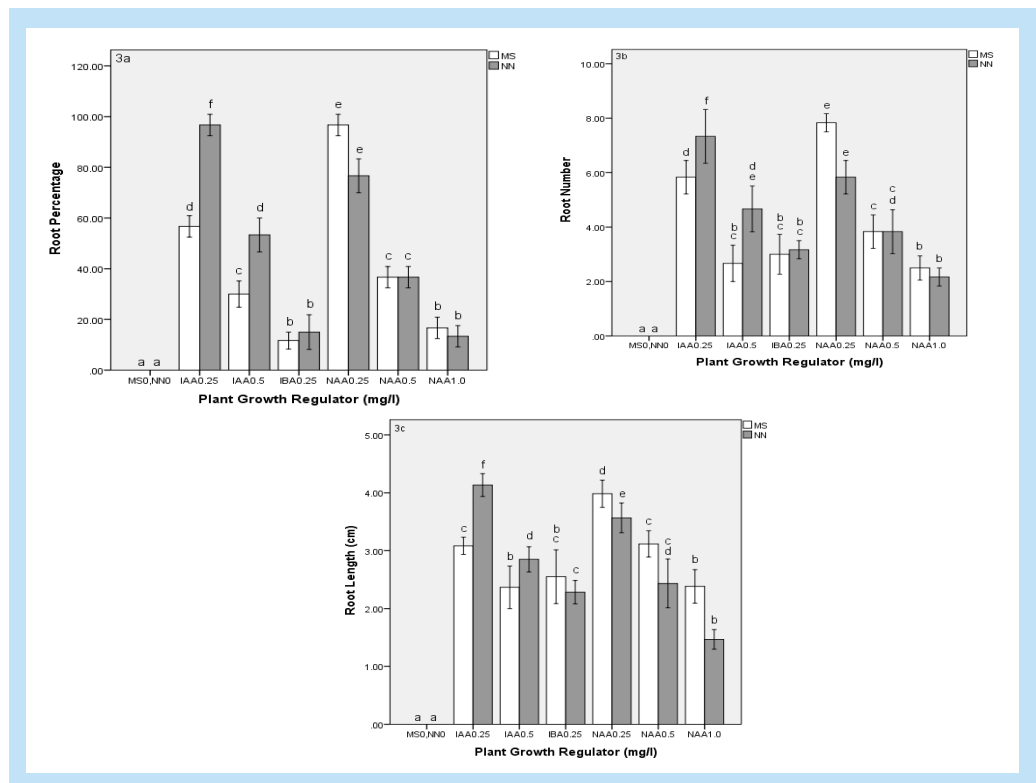 3a
MS
NN
120.00
100.00
80.00
60.00
40.00
20.00
.00
Root Percentage
a a
d f
c d
b b
e e
c c
b b
MS0,NN0 IAA0.25 IAA0.5 IBA0.25 NAA0.25 NAA0.5 NAA1.0
Plant Growth Regulator (mg/l)
3b
MS
NN
10.00
8.00
6.00
4.00
2.00
.00
Root Number
a a
d f
b c d e
b c b c
e e
c c d
b b
MS0,NN0 IAA0.25 IAA0.5 IBA0.25 NAA0.25 NAA0.5 NAA1.0
Plant Growth Regulator (mg/l)
3c
MS
NN
5.00
4.00
3.00
2.00
1.00
.00
Root Length (cm)
a a
c f
b d
b c c
d e
c c d
b b
MS0,NN0 IAA0.25 IAA0.5 IBA0.25 NAA0.25 NAA0.5 NAA1.0
Plant Growth Regulator (mg/l)